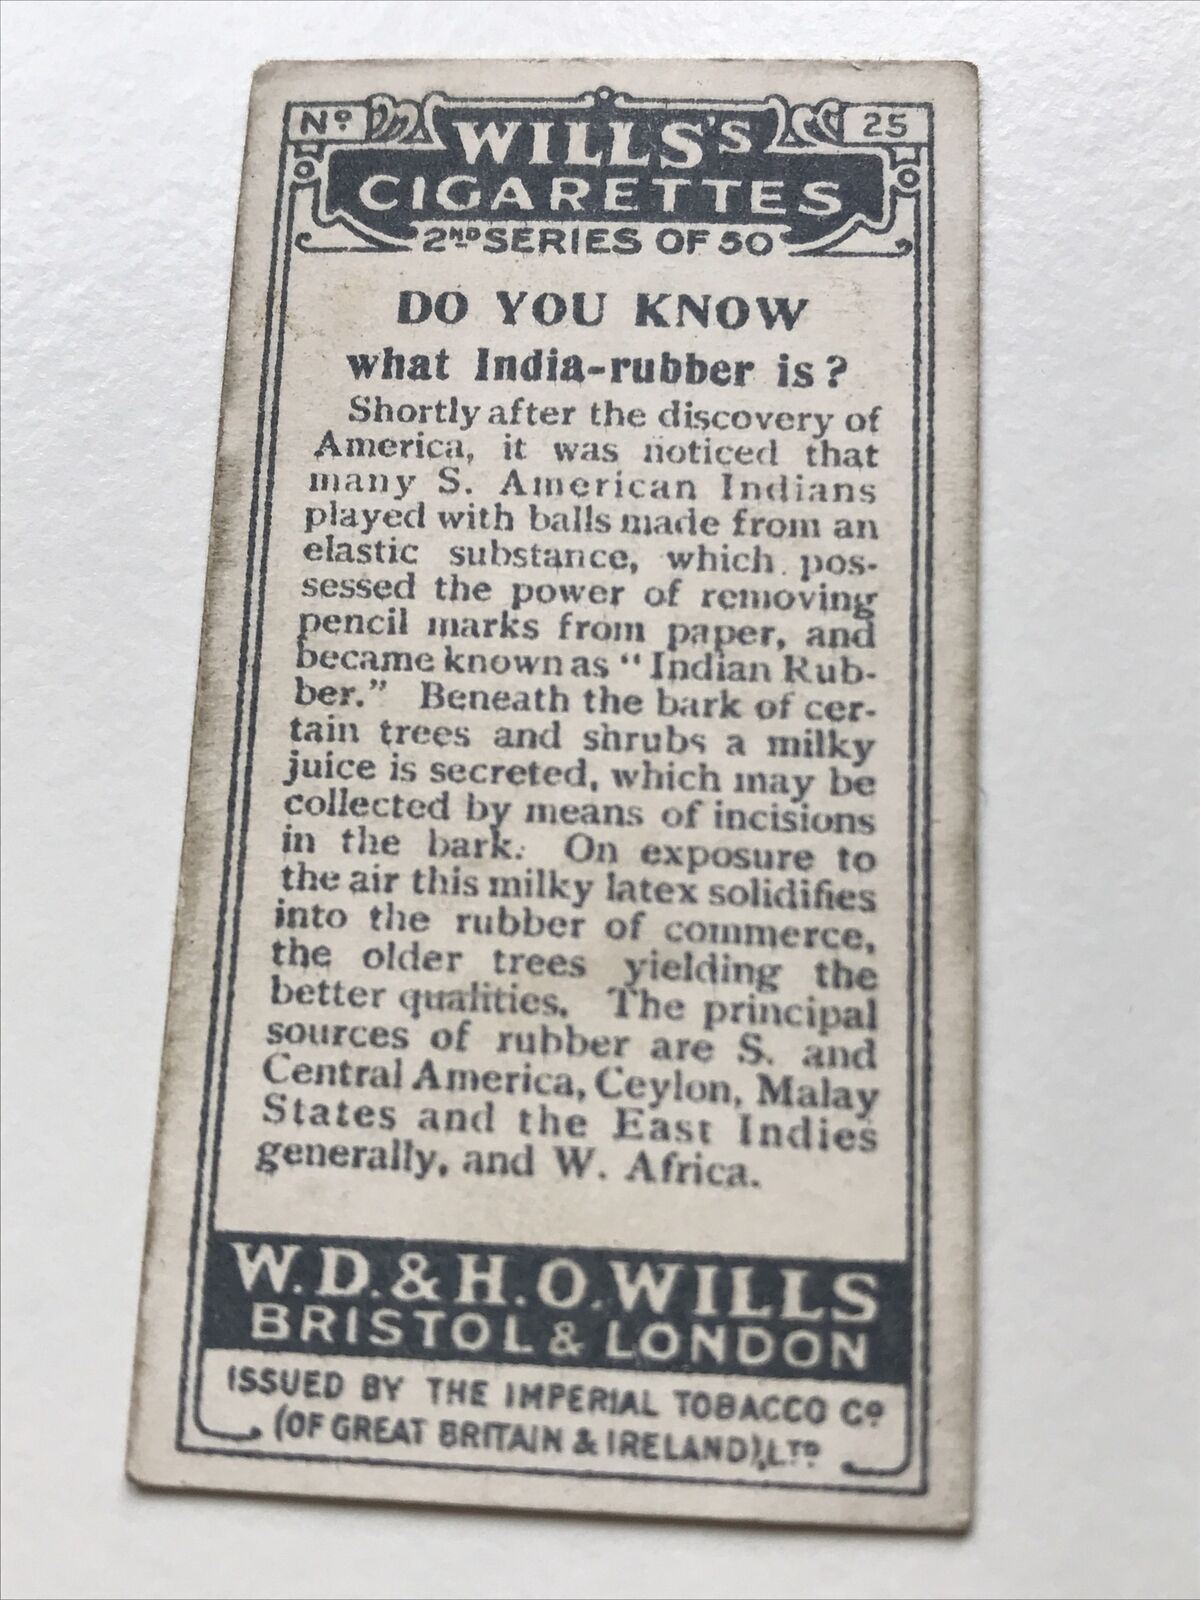 Nº. 25
WILLS'S
CIGARETTES
2ND SERIES OF 50
DO YOU KNOW
what India-rubber is?
Shortly after the discovery of
America, it was noticed that
many S. American Indians
played with balls made from an
elastic substance, which pos-
sessed the power of removing
pencil marks from paper, and
became known as "Indian Rub-
ber." Beneath the bark of cer-
tain trees and shrubs a milky
juice is secreted, which may be
collected by means of incisions
in the bark. On exposure to
the air this milky latex solidifies
into the rubber of commerce,
the older trees yielding the
better qualities. The principal
sources of rubber are S. and
Central America, Ceylon, Malay
States and the East Indies
generally, and W. Africa.
W.D.& H.O.WILLS
BRISTOL & LONDON
ISSUED BY THE IMPERIAL TOBACCO Cº
(OF GREAT BRITAIN & IRELAND), LTD